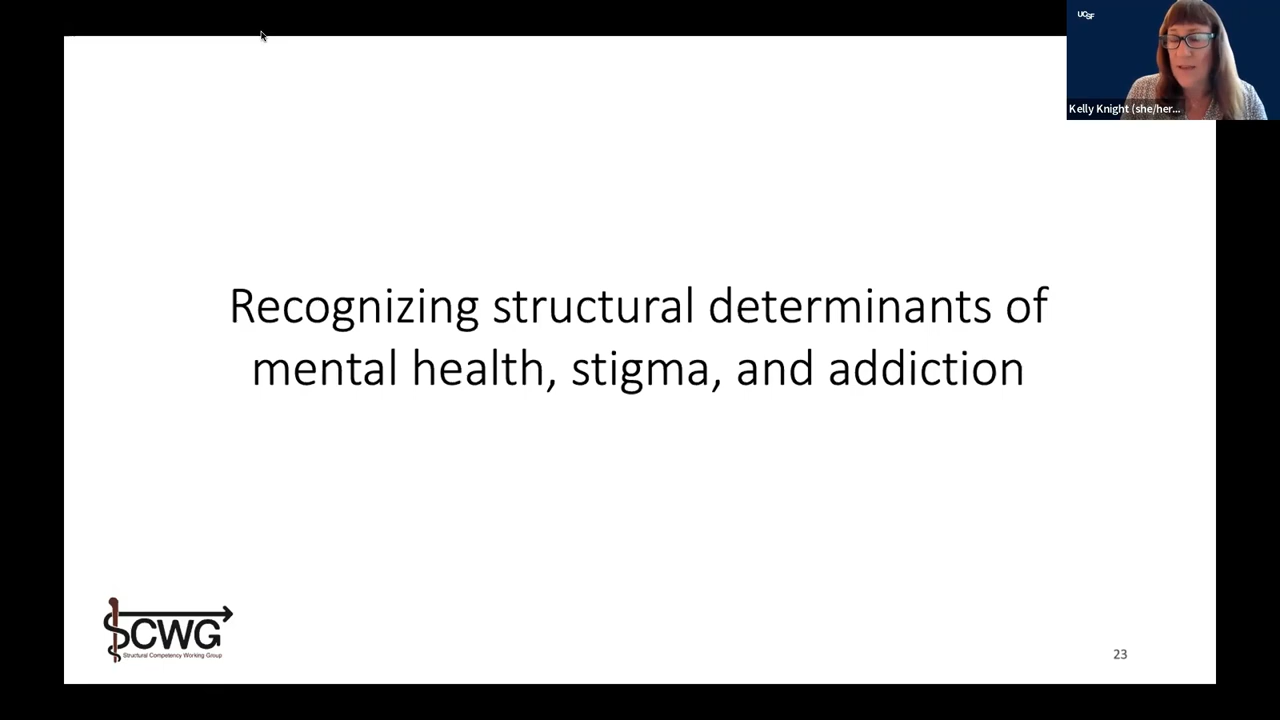 UCSF
Kelly Knight (she/her...
Recognizing structural determinants of
mental health, stigma, and addiction
SCWG
Structural Competency Working Group
23